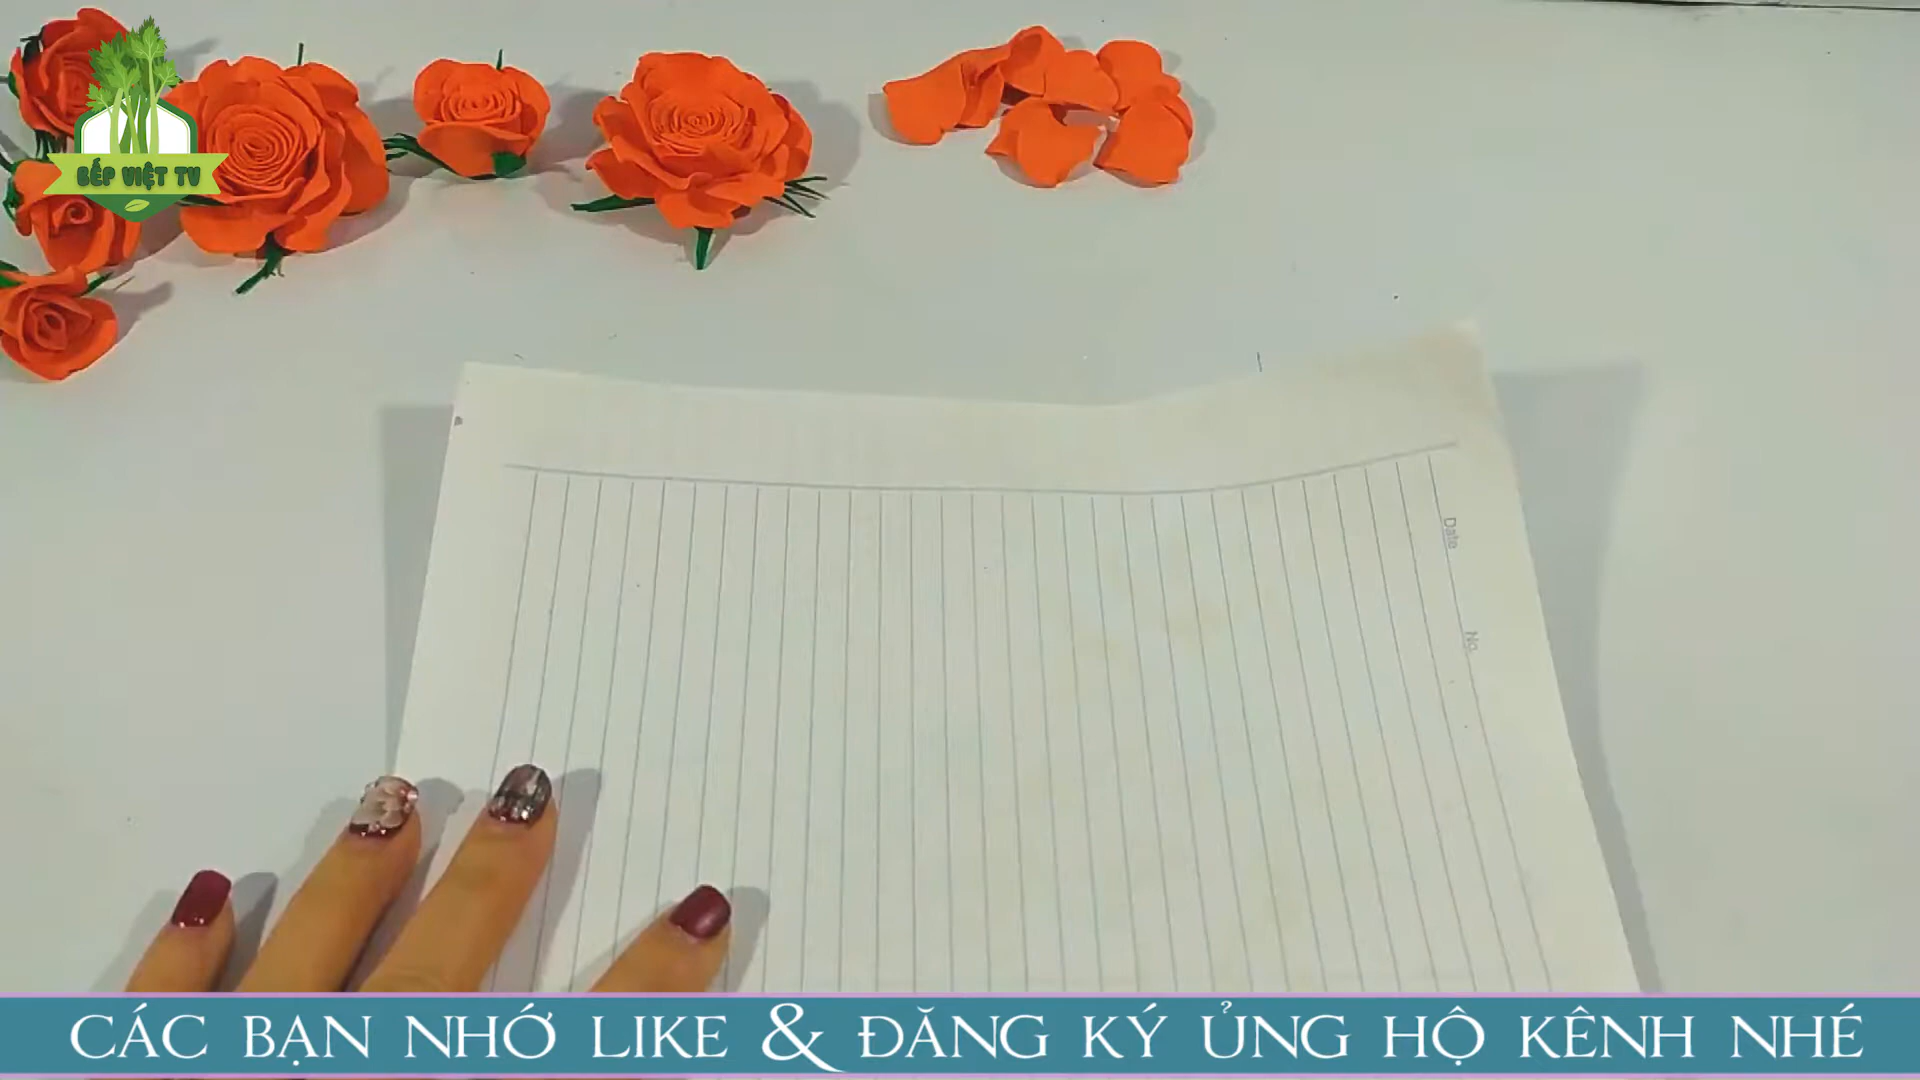 BẾP VIỆT TV
Date
No.
CÁC BẠN NHỚ LIKE & ĐĂNG KÝ ỦNG HỘ KÊNH NHÉ